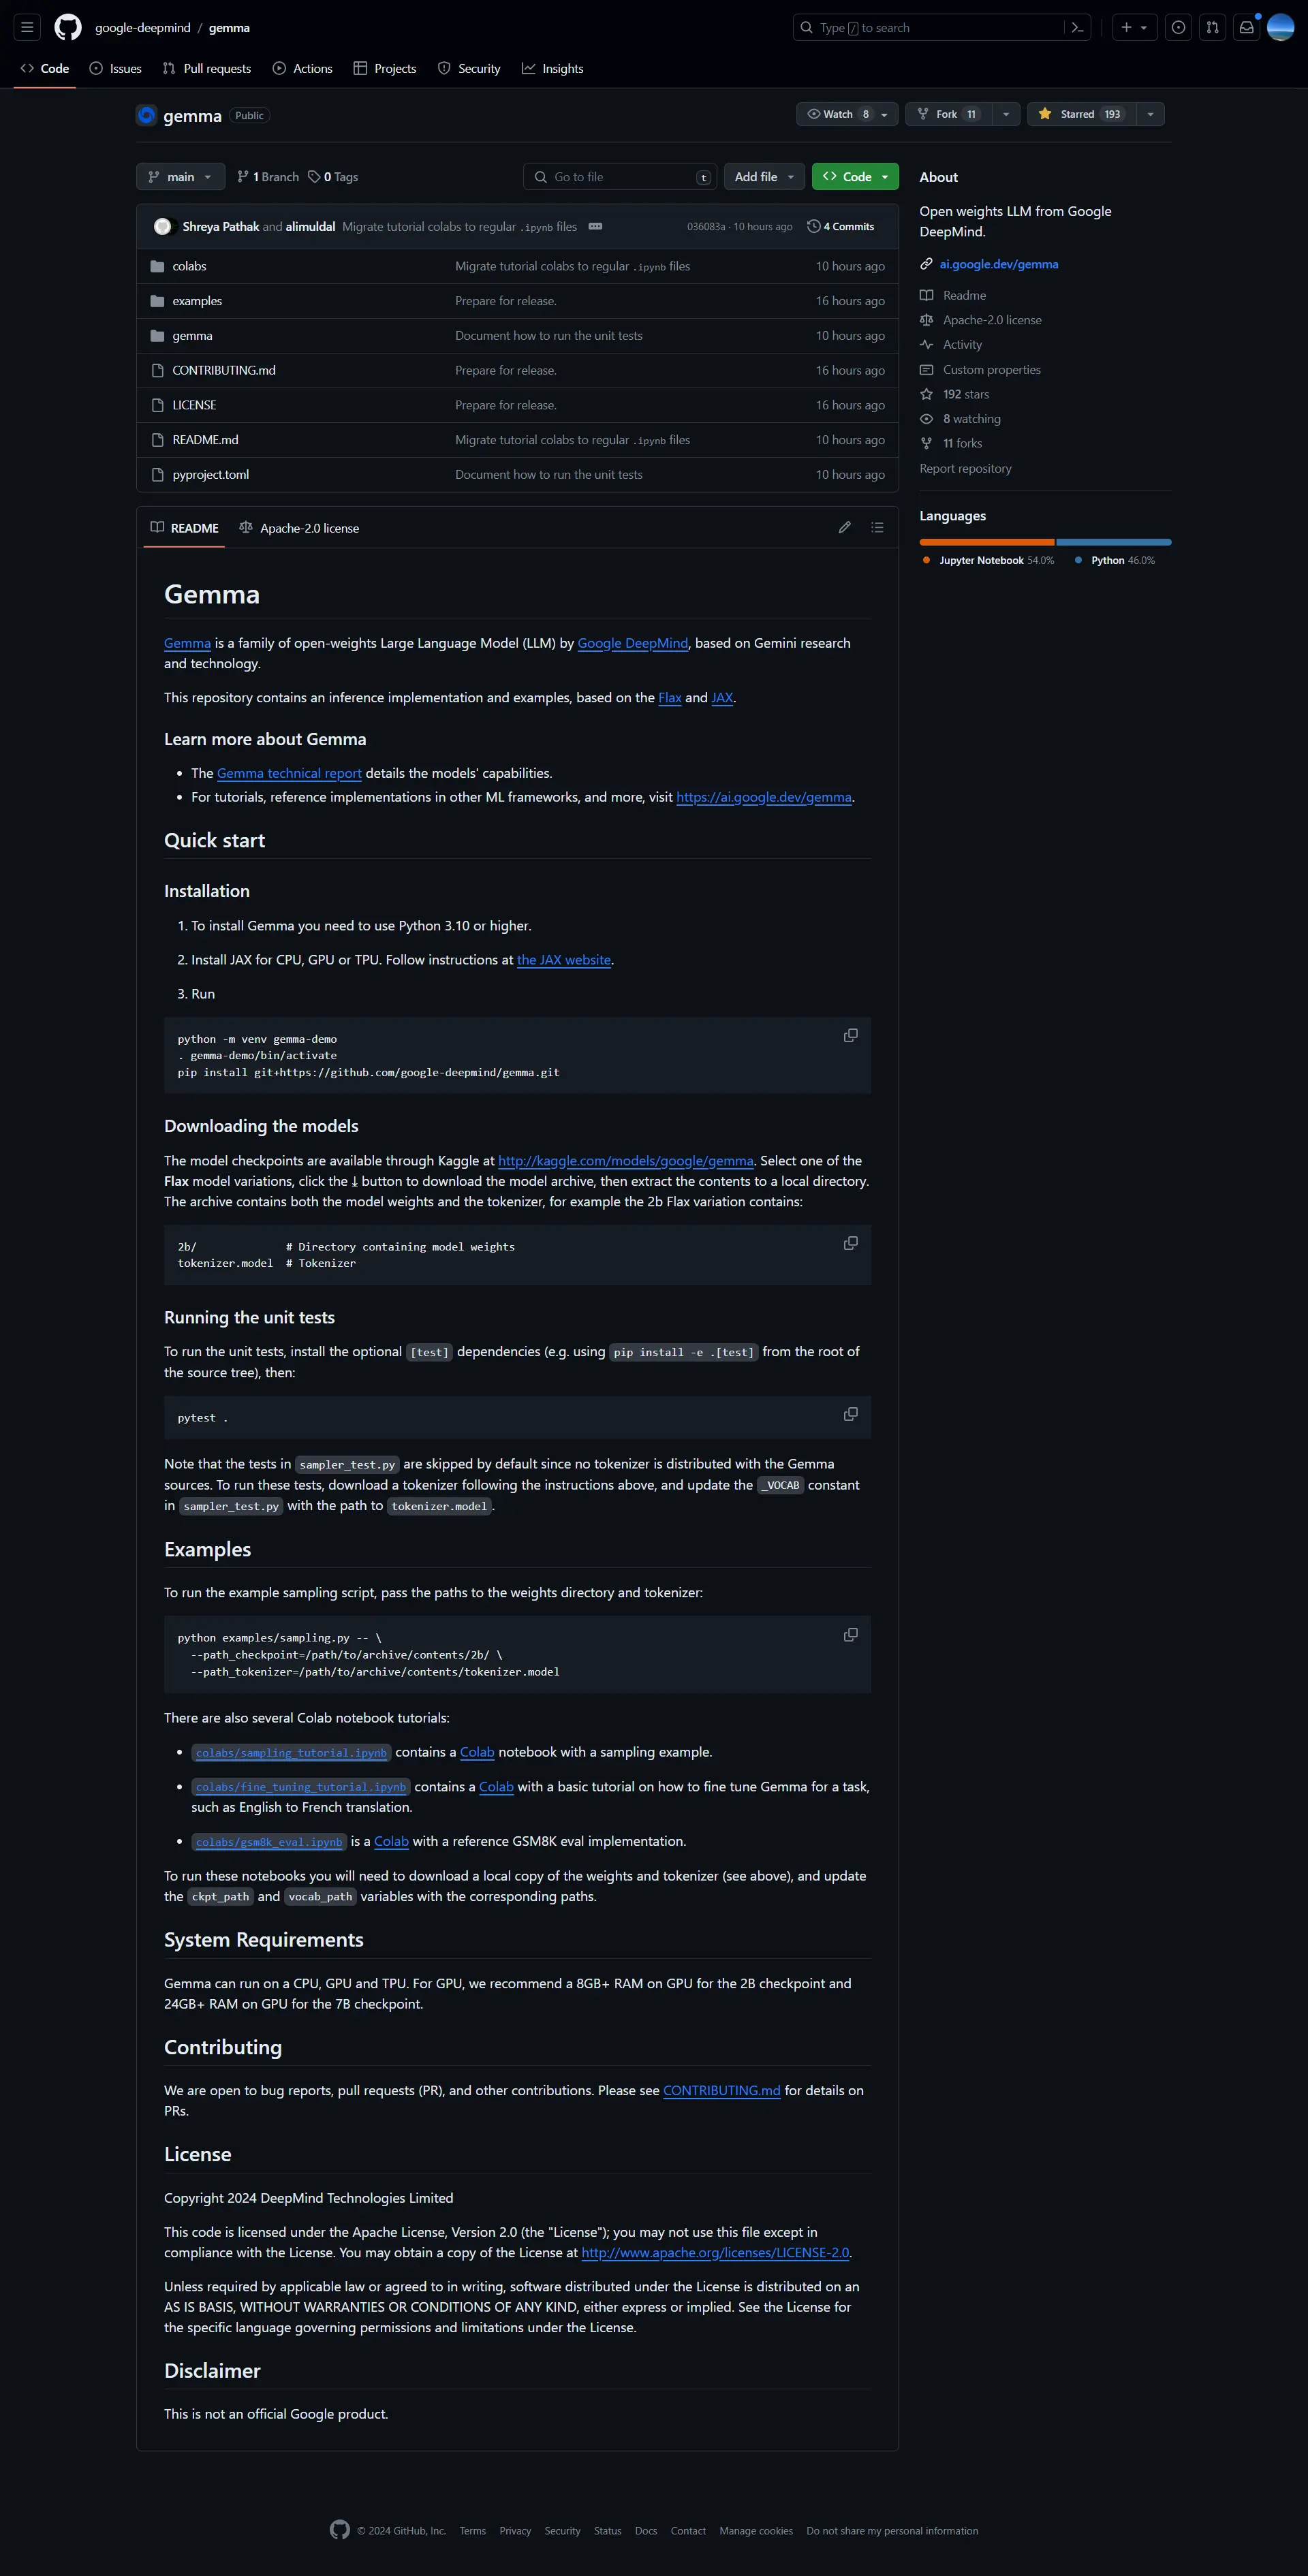 google-deepmind / gemma
Type / to search
Code Issues Pull requests Actions Projects Security Insights
gemma Public
Watch 8 Fork 11 Starred 193
main 1 Branch 0 Tags Go to file t Add file Code
Shreya Pathak and alimuldal Migrate tutorial colabs to regular .ipynb files 036083a · 10 hours ago 4 Commits
colabs Migrate tutorial colabs to regular .ipynb files 10 hours ago
examples Prepare for release. 16 hours ago
gemma Document how to run the unit tests 10 hours ago
CONTRIBUTING.md Prepare for release. 16 hours ago
LICENSE Prepare for release. 16 hours ago
README.md Migrate tutorial colabs to regular .ipynb files 10 hours ago
pyproject.toml Document how to run the unit tests 10 hours ago
About
Open weights LLM from Google
DeepMind.
ai.google.dev/gemma
Readme
Apache-2.0 license
Activity
Custom properties
192 stars
8 watching
11 forks
Report repository
Languages
Jupyter Notebook 54.0% Python 46.0%
README Apache-2.0 license
Gemma
Gemma is a family of open-weights Large Language Model (LLM) by Google DeepMind, based on Gemini research
and technology.
This repository contains an inference implementation and examples, based on the Flax and JAX.
Learn more about Gemma
• The Gemma technical report details the models' capabilities.
• For tutorials, reference implementations in other ML frameworks, and more, visit https://ai.google.dev/gemma.
Quick start
Installation
1. To install Gemma you need to use Python 3.10 or higher.
2. Install JAX for CPU, GPU or TPU. Follow instructions at the JAX website.
3. Run
python -m venv gemma-demo
. gemma-demo/bin/activate
pip install git+https://github.com/google-deepmind/gemma.git
Downloading the models
The model checkpoints are available through Kaggle at http://kaggle.com/models/google/gemma. Select one of the
Flax model variations, click the ⤓ button to download the model archive, then extract the contents to a local directory.
The archive contains both the model weights and the tokenizer, for example the 2b Flax variation contains:
2b/ # Directory containing model weights
tokenizer.model # Tokenizer
Running the unit tests
To run the unit tests, install the optional [test] dependencies (e.g. using pip install -e .[test] from the root of
the source tree), then:
pytest .
Note that the tests in sampler_test.py are skipped by default since no tokenizer is distributed with the Gemma
sources. To run these tests, download a tokenizer following the instructions above, and update the _VOCAB constant
in sampler_test.py with the path to tokenizer.model.
Examples
To run the example sampling script, pass the paths to the weights directory and tokenizer:
python examples/sampling.py -- \
--path_checkpoint=/path/to/archive/contents/2b/ \
--path_tokenizer=/path/to/archive/contents/tokenizer.model
There are also several Colab notebook tutorials:
• colabs/sampling_tutorial.ipynb contains a Colab notebook with a sampling example.
• colabs/fine_tuning_tutorial.ipynb contains a Colab with a basic tutorial on how to fine tune Gemma for a task,
such as English to French translation.
• colabs/gsm8k_eval.ipynb is a Colab with a reference GSM8K eval implementation.
To run these notebooks you will need to download a local copy of the weights and tokenizer (see above), and update
the ckpt_path and vocab_path variables with the corresponding paths.
System Requirements
Gemma can run on a CPU, GPU and TPU. For GPU, we recommend a 8GB+ RAM on GPU for the 2B checkpoint and
24GB+ RAM on GPU for the 7B checkpoint.
Contributing
We are open to bug reports, pull requests (PR), and other contributions. Please see CONTRIBUTING.md for details on
PRs.
License
Copyright 2024 DeepMind Technologies Limited
This code is licensed under the Apache License, Version 2.0 (the "License"); you may not use this file except in
compliance with the License. You may obtain a copy of the License at http://www.apache.org/licenses/LICENSE-2.0.
Unless required by applicable law or agreed to in writing, software distributed under the License is distributed on an
AS IS BASIS, WITHOUT WARRANTIES OR CONDITIONS OF ANY KIND, either express or implied. See the License for
the specific language governing permissions and limitations under the License.
Disclaimer
This is not an official Google product.
© 2024 GitHub, Inc. Terms Privacy Security Status Docs Contact Manage cookies Do not share my personal information